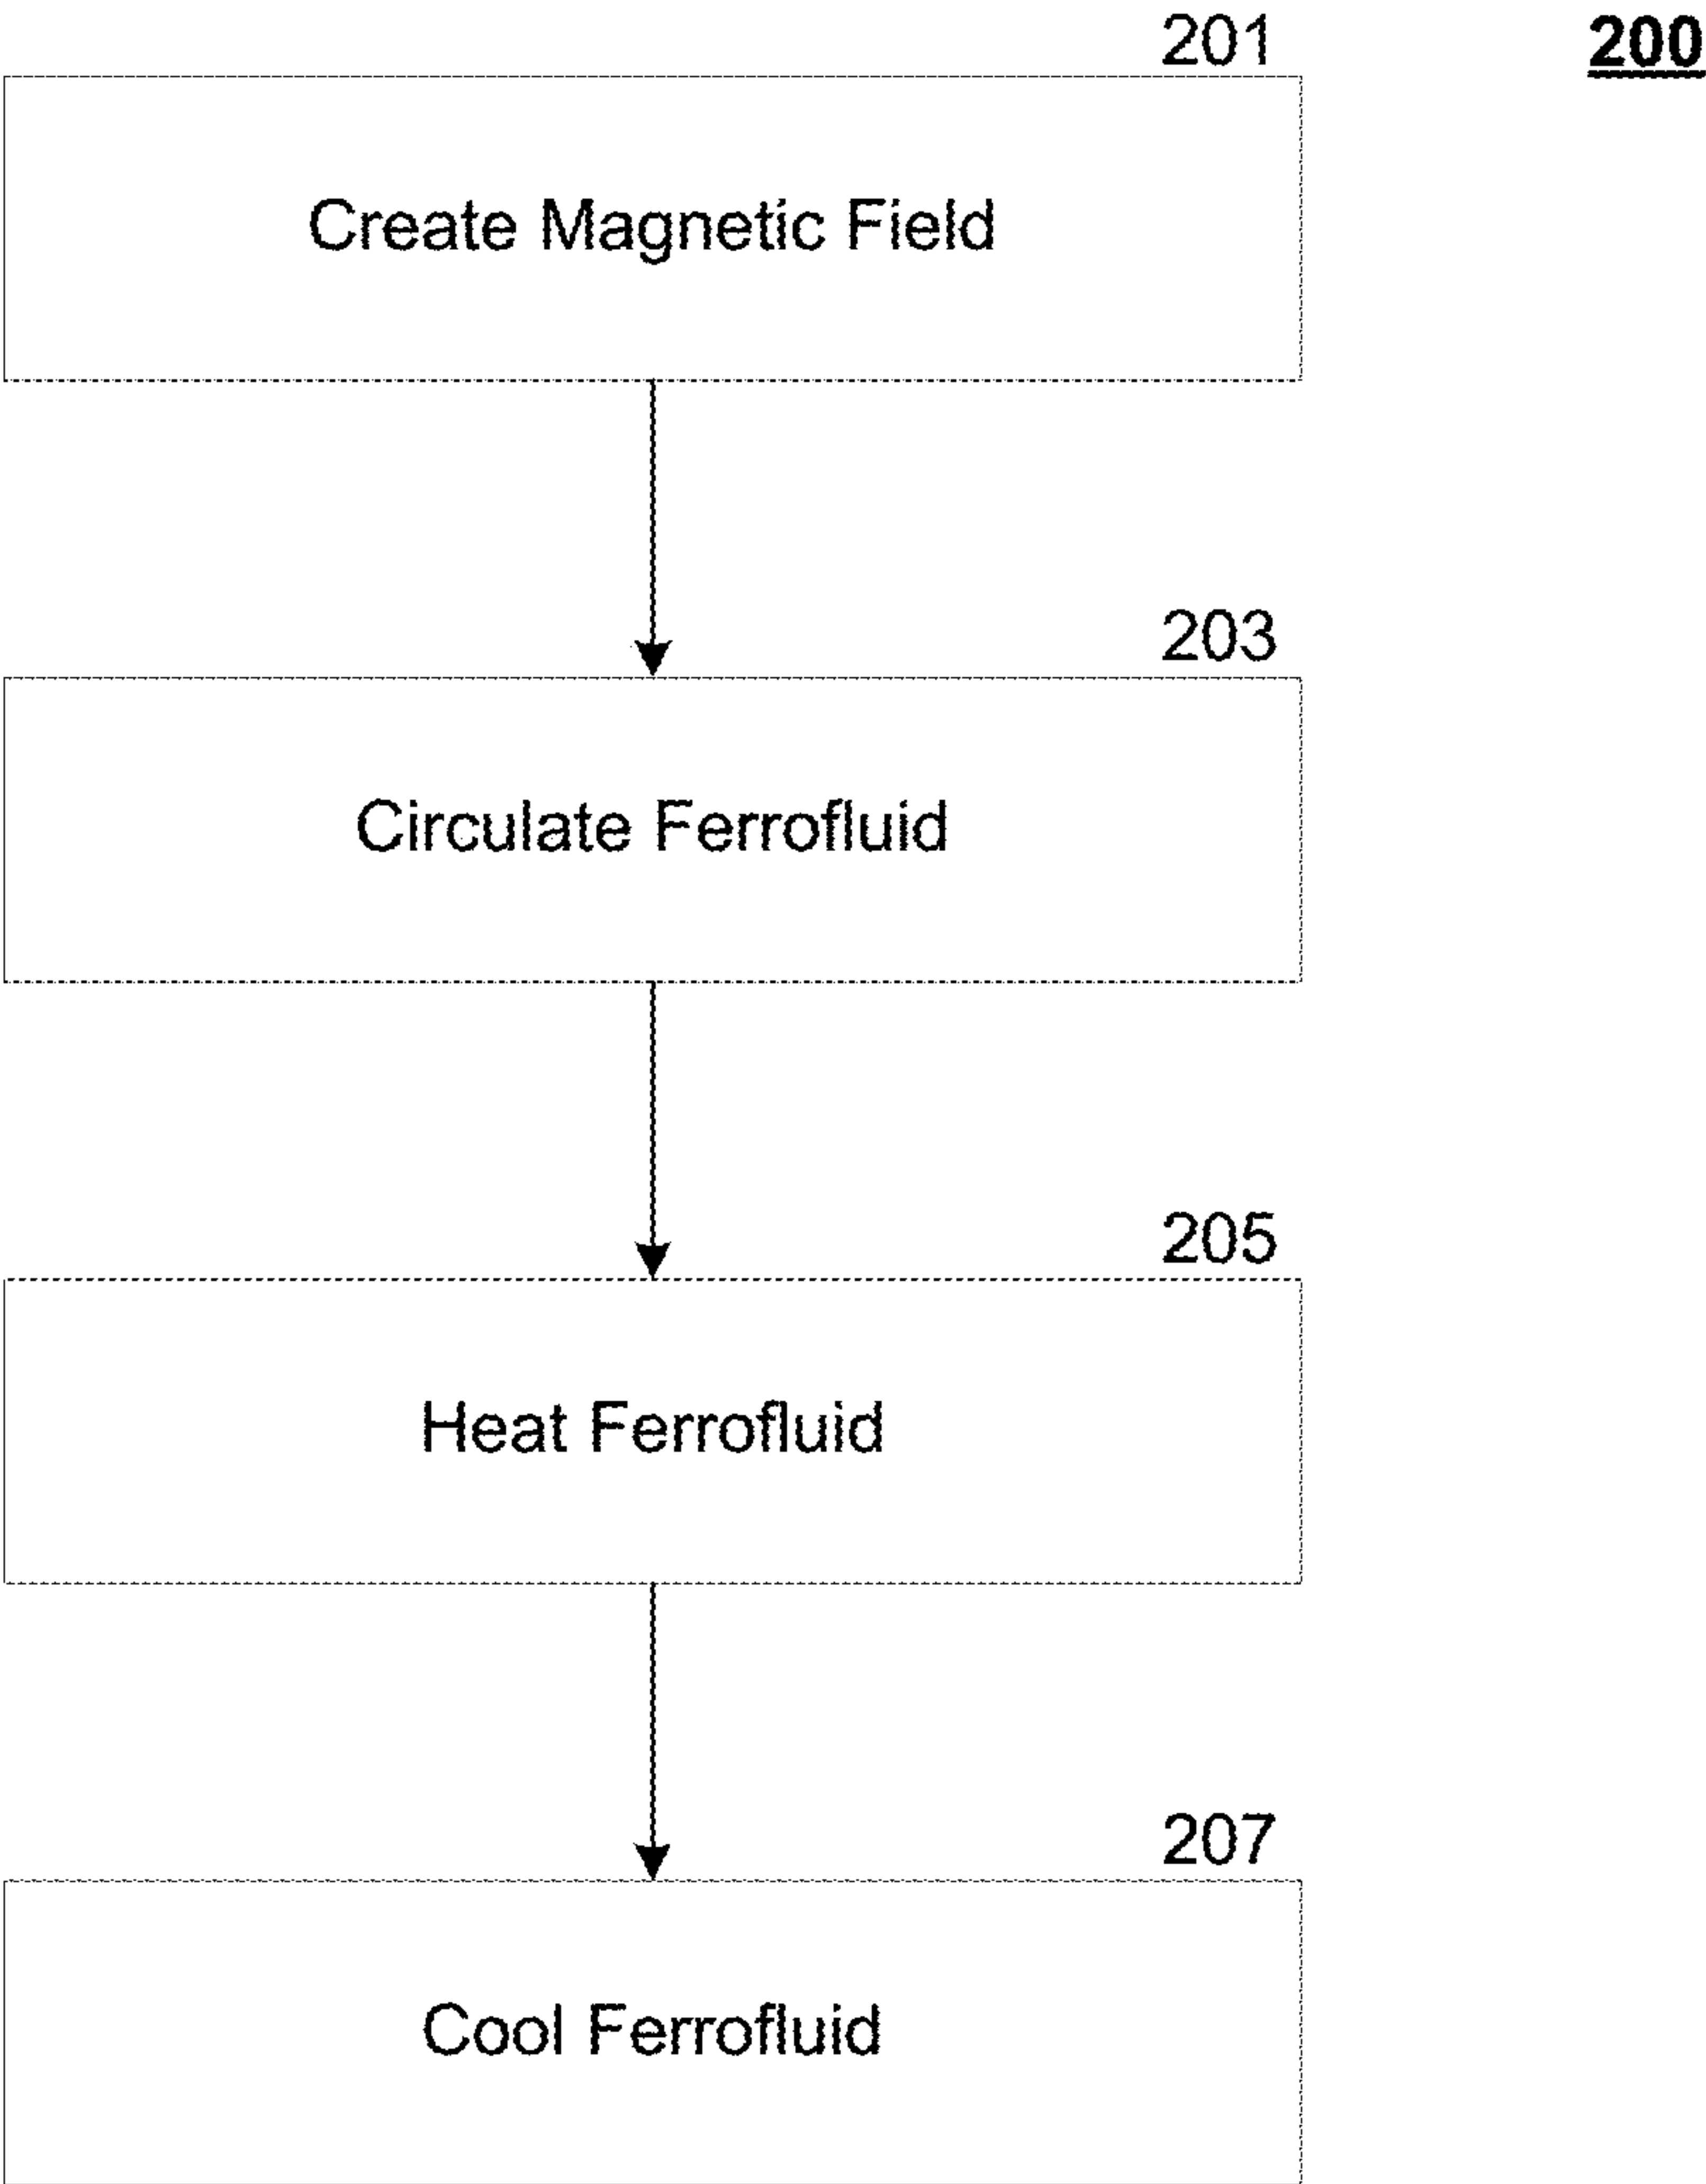 201
200
Create Magnetic Field
203
Circulate Ferrofluid
205
Heat Ferrofluid
207
Cool Ferrofluid